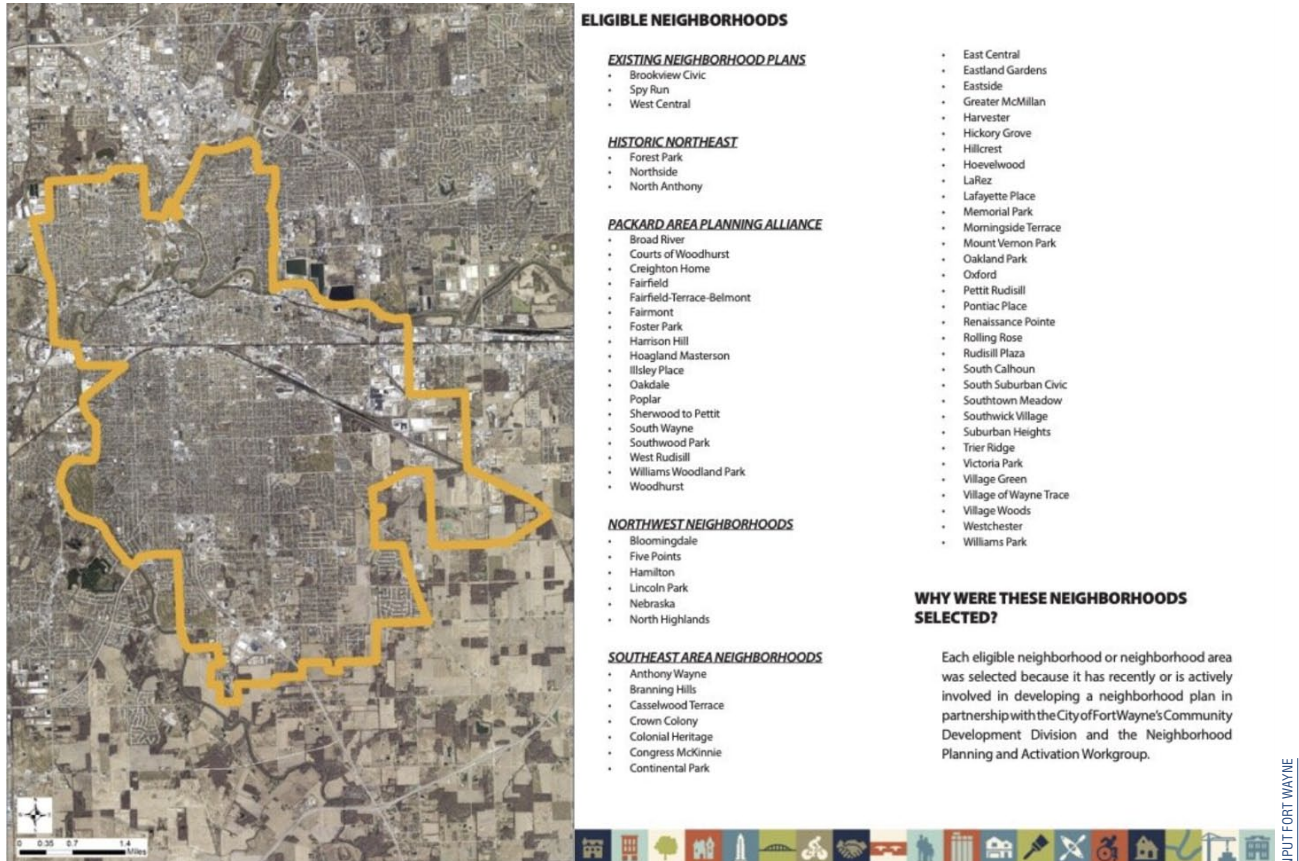 ELIGIBLE NEIGHBORHOODS
EXISTING NEIGHBORHOOD PLANS
• Brookview Civic
• Spy Run
• West Central
HISTORIC NORTHEAST
• Forest Park
• Northside
• North Anthony
PACKARD AREA PLANNING ALLIANCE
• Broad River
• Courts of Woodhurst
• Creighton Home
• Fairfield
• Fairfield-Terrace-Belmont
• Fairmont
• Foster Park
• Harrison Hill
• Hoagland Masterson
• Illsley Place
• Oakdale
• Poplar
• Sherwood to Pettit
• South Wayne
• Southwood Park
• West Rudisill
• Williams Woodland Park
• Woodhurst
NORTHWEST NEIGHBORHOODS
• Bloomingdale
• Five Points
• Hamilton
• Lincoln Park
• Nebraska
• North Highlands
SOUTHEAST AREA NEIGHBORHOODS
• Anthony Wayne
• Branning Hills
• Casselwood Terrace
• Crown Colony
• Colonial Heritage
• Congress McKinnie
• Continental Park
• East Central
• Eastland Gardens
• Eastside
• Greater McMillan
• Harvester
• Hickory Grove
• Hillcrest
• Hoevelwood
• LaRez
• Lafayette Place
• Memorial Park
• Morningside Terrace
• Mount Vernon Park
• Oakland Park
• Oxford
• Pettit Rudisill
• Pontiac Place
• Renaissance Pointe
• Rolling Rose
• Rudisill Plaza
• South Calhoun
• South Suburban Civic
• Southtown Meadow
• Southwick Village
• Suburban Heights
• Trier Ridge
• Victoria Park
• Village Green
• Village of Wayne Trace
• Village Woods
• Westchester
• Williams Park
WHY WERE THESE NEIGHBORHOODS
SELECTED?
Each eligible neighborhood or neighborhood area
was selected because it has recently or is actively
involved in developing a neighborhood plan in
partnership with the City of Fort Wayne's Community
Development Division and the Neighborhood
Planning and Activation Workgroup.
0 0.35 0.7 1.4
Miles
IPUT FORT WAYNE